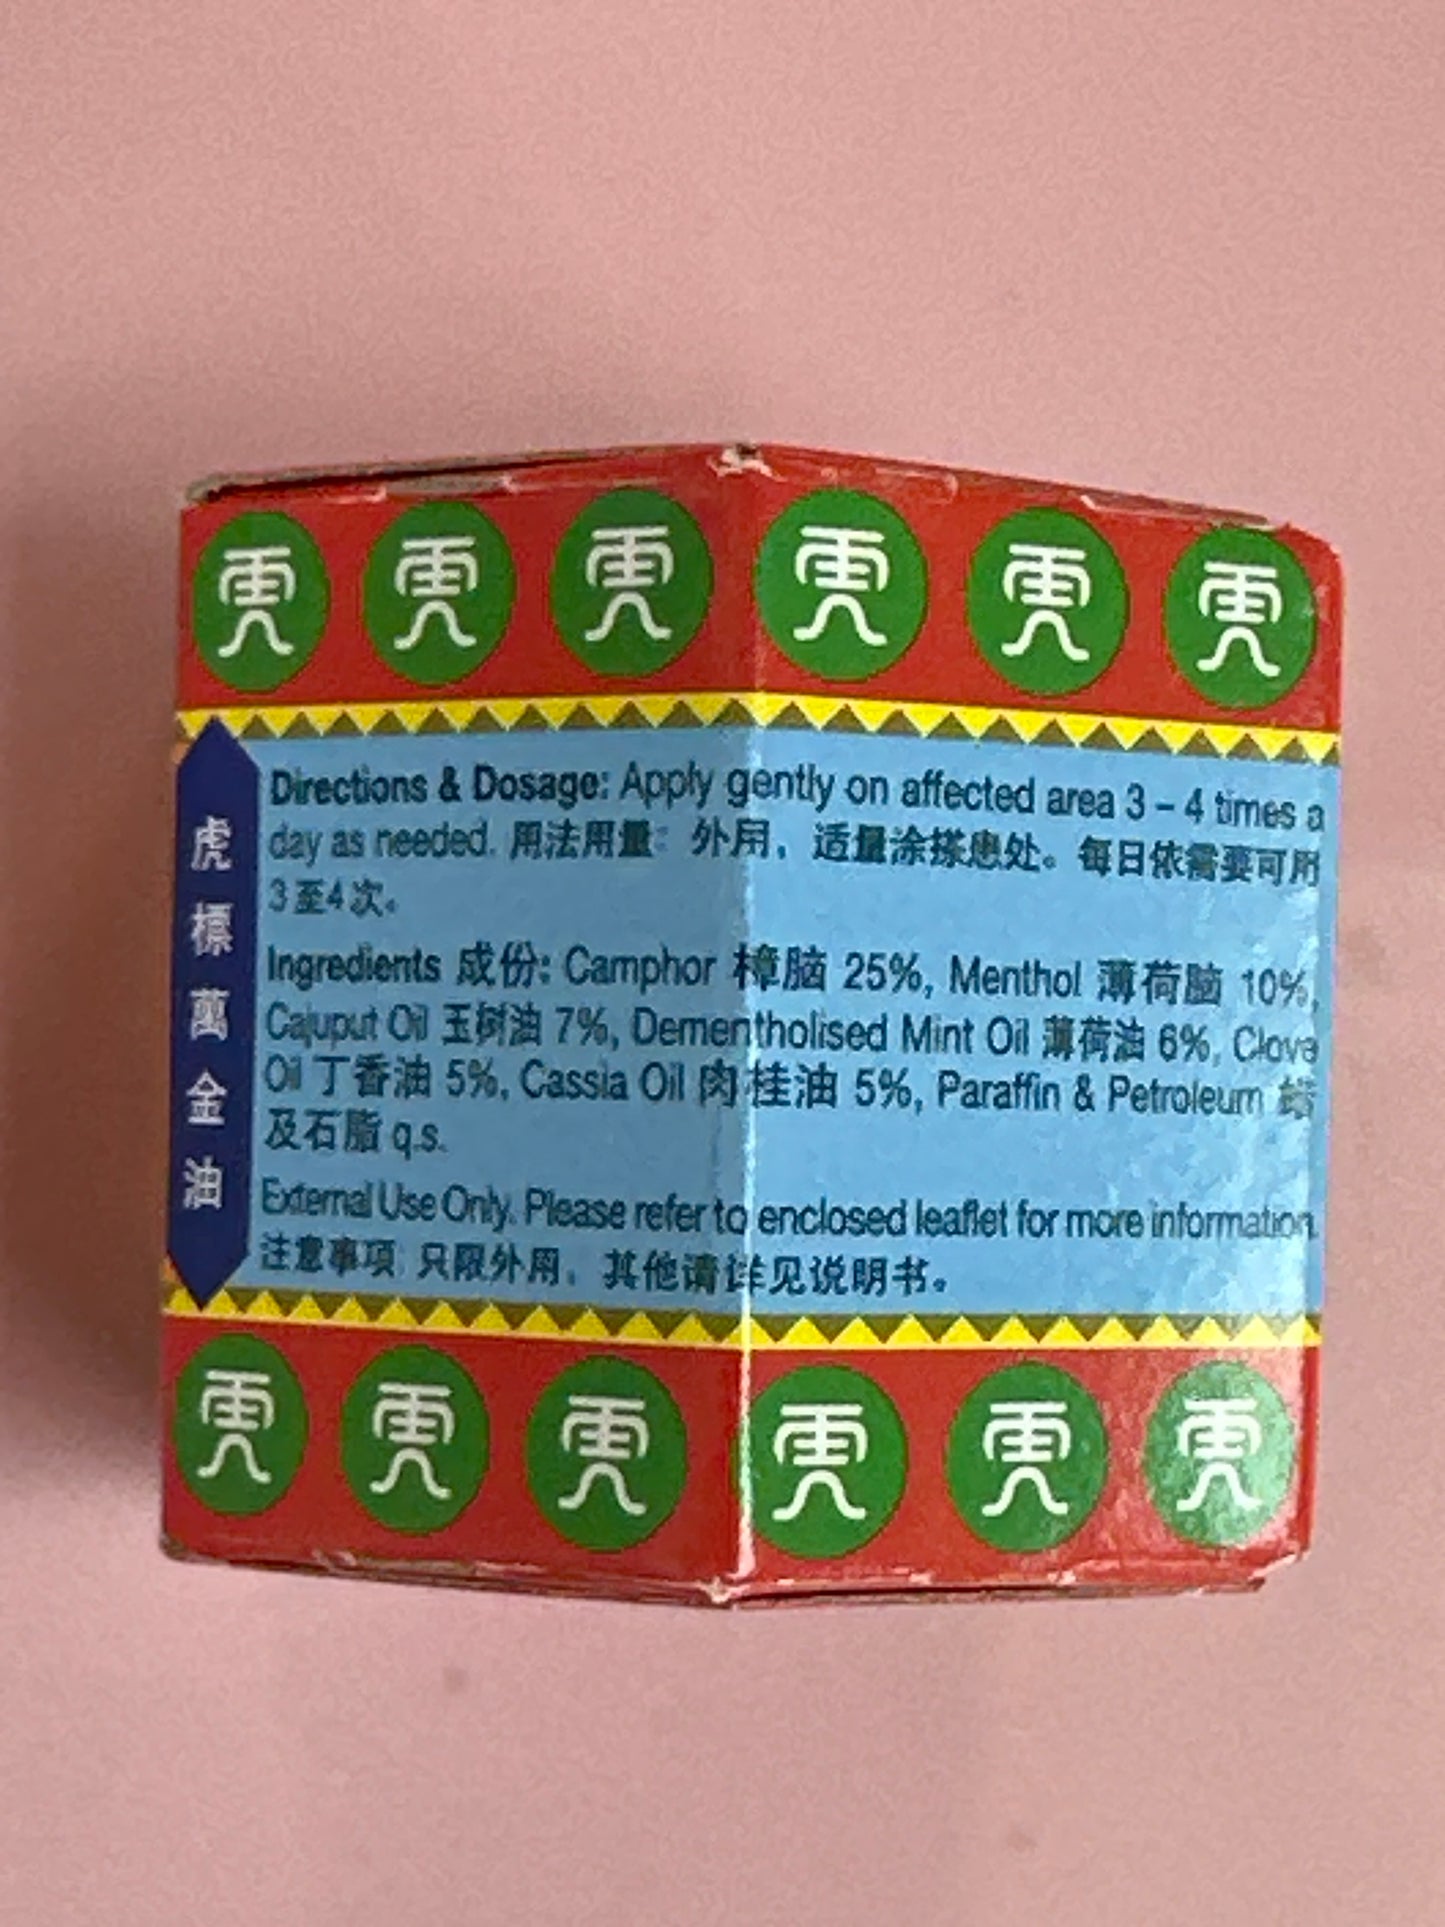 虎標萬金油
Directions & Dosage: Apply gently on affected area 3 – 4 times a
day as needed. 用法用量: 外用，适量涂搽患处。每日依需要可用
3至4次。
Ingredients 成份: Camphor 樟脑 25%, Menthol 薄荷脑 10%,
Cajuput Oil 玉树油 7%, Dementholised Mint Oil 薄荷油 6%, Clove
Oil 丁香油 5%, Cassia Oil 肉桂油 5%, Paraffin & Petroleum 蜡
及石脂 q.s.
External Use Only. Please refer to enclosed leaflet for more information.
注意事项: 只限外用。其他请详见说明书。